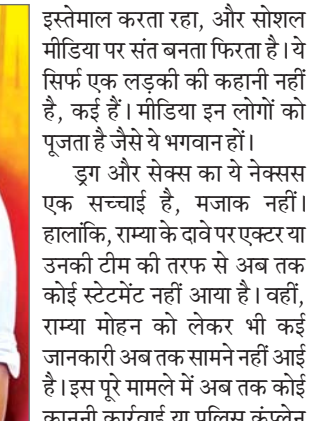 इस्तेमाल करता रहा, और सोशल
मीडिया पर संत बनता फिरता है। ये
सिर्फ एक लड़की की कहानी नहीं
है, कई हैं। मीडिया इन लोगों को
पूजता है जैसे ये भगवान हों।
ड्रग और सेक्स का ये नेक्सस
एक सच्चाई है, मजाक नहीं।
हालांकि, राम्या के दावे पर एक्टर या
उनकी टीम की तरफ से अब तक
कोई स्टेटमेंट नहीं आया है। वहीं,
राम्या मोहन को लेकर भी कई
जानकारी अब तक सामने नहीं आई
है। इस पूरे मामले में अब तक कोई
कानूनी कार्रवाई या पुलिस कंप्लेन